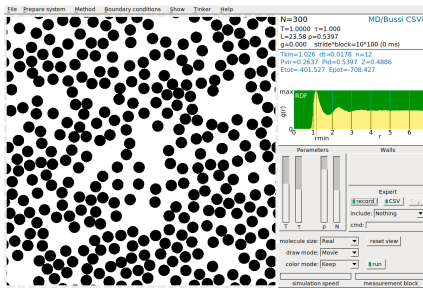 File Prepare system Method Boundary conditions Show Tinker Help
N=300 MD/Bussi CSVI
T=1.0000 τ=1.000
L=23.58 ρ=0.5397
g=0.000 stride*block=10*100 (0 ms)
Tkin=1.026 dt=0.0178 n=12
Pvir=0.2637 Pid=0.5397 Z=0.4886
Etot=-401.527 Epot=-708.427
max
RDF
g(r)
0
0 1 2 3 4 5 6
rmin r
Parameters Walls
Expert
record CSV
include: Nothing
cmd:
T τ ρ N
molecule size: Real reset view
draw mode: Movie
color mode: Keep run
simulation speed measurement block